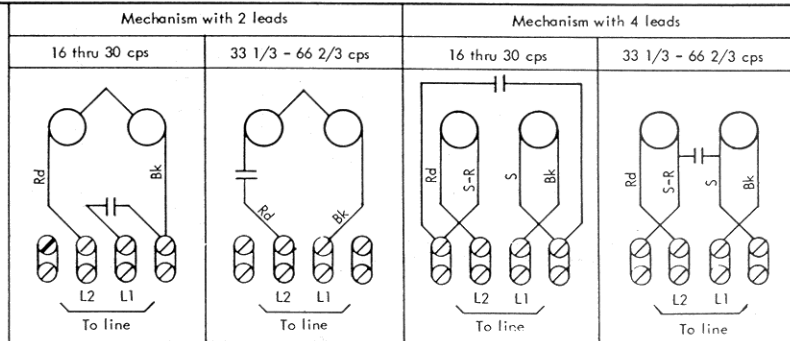 Mechanism with 2 leads
Mechanism with 4 leads
16 thru 30 cps
33 1/3 - 66 2/3 cps
16 thru 30 cps
33 1/3 - 66 2/3 cps
Rd
Bk
Rd
Bk
Rd
S-R
S
Bk
Rd
S-R
S
Bk
L2 L1
L2 L1
L2 L1
L2 L1
To line
To line
To line
To line